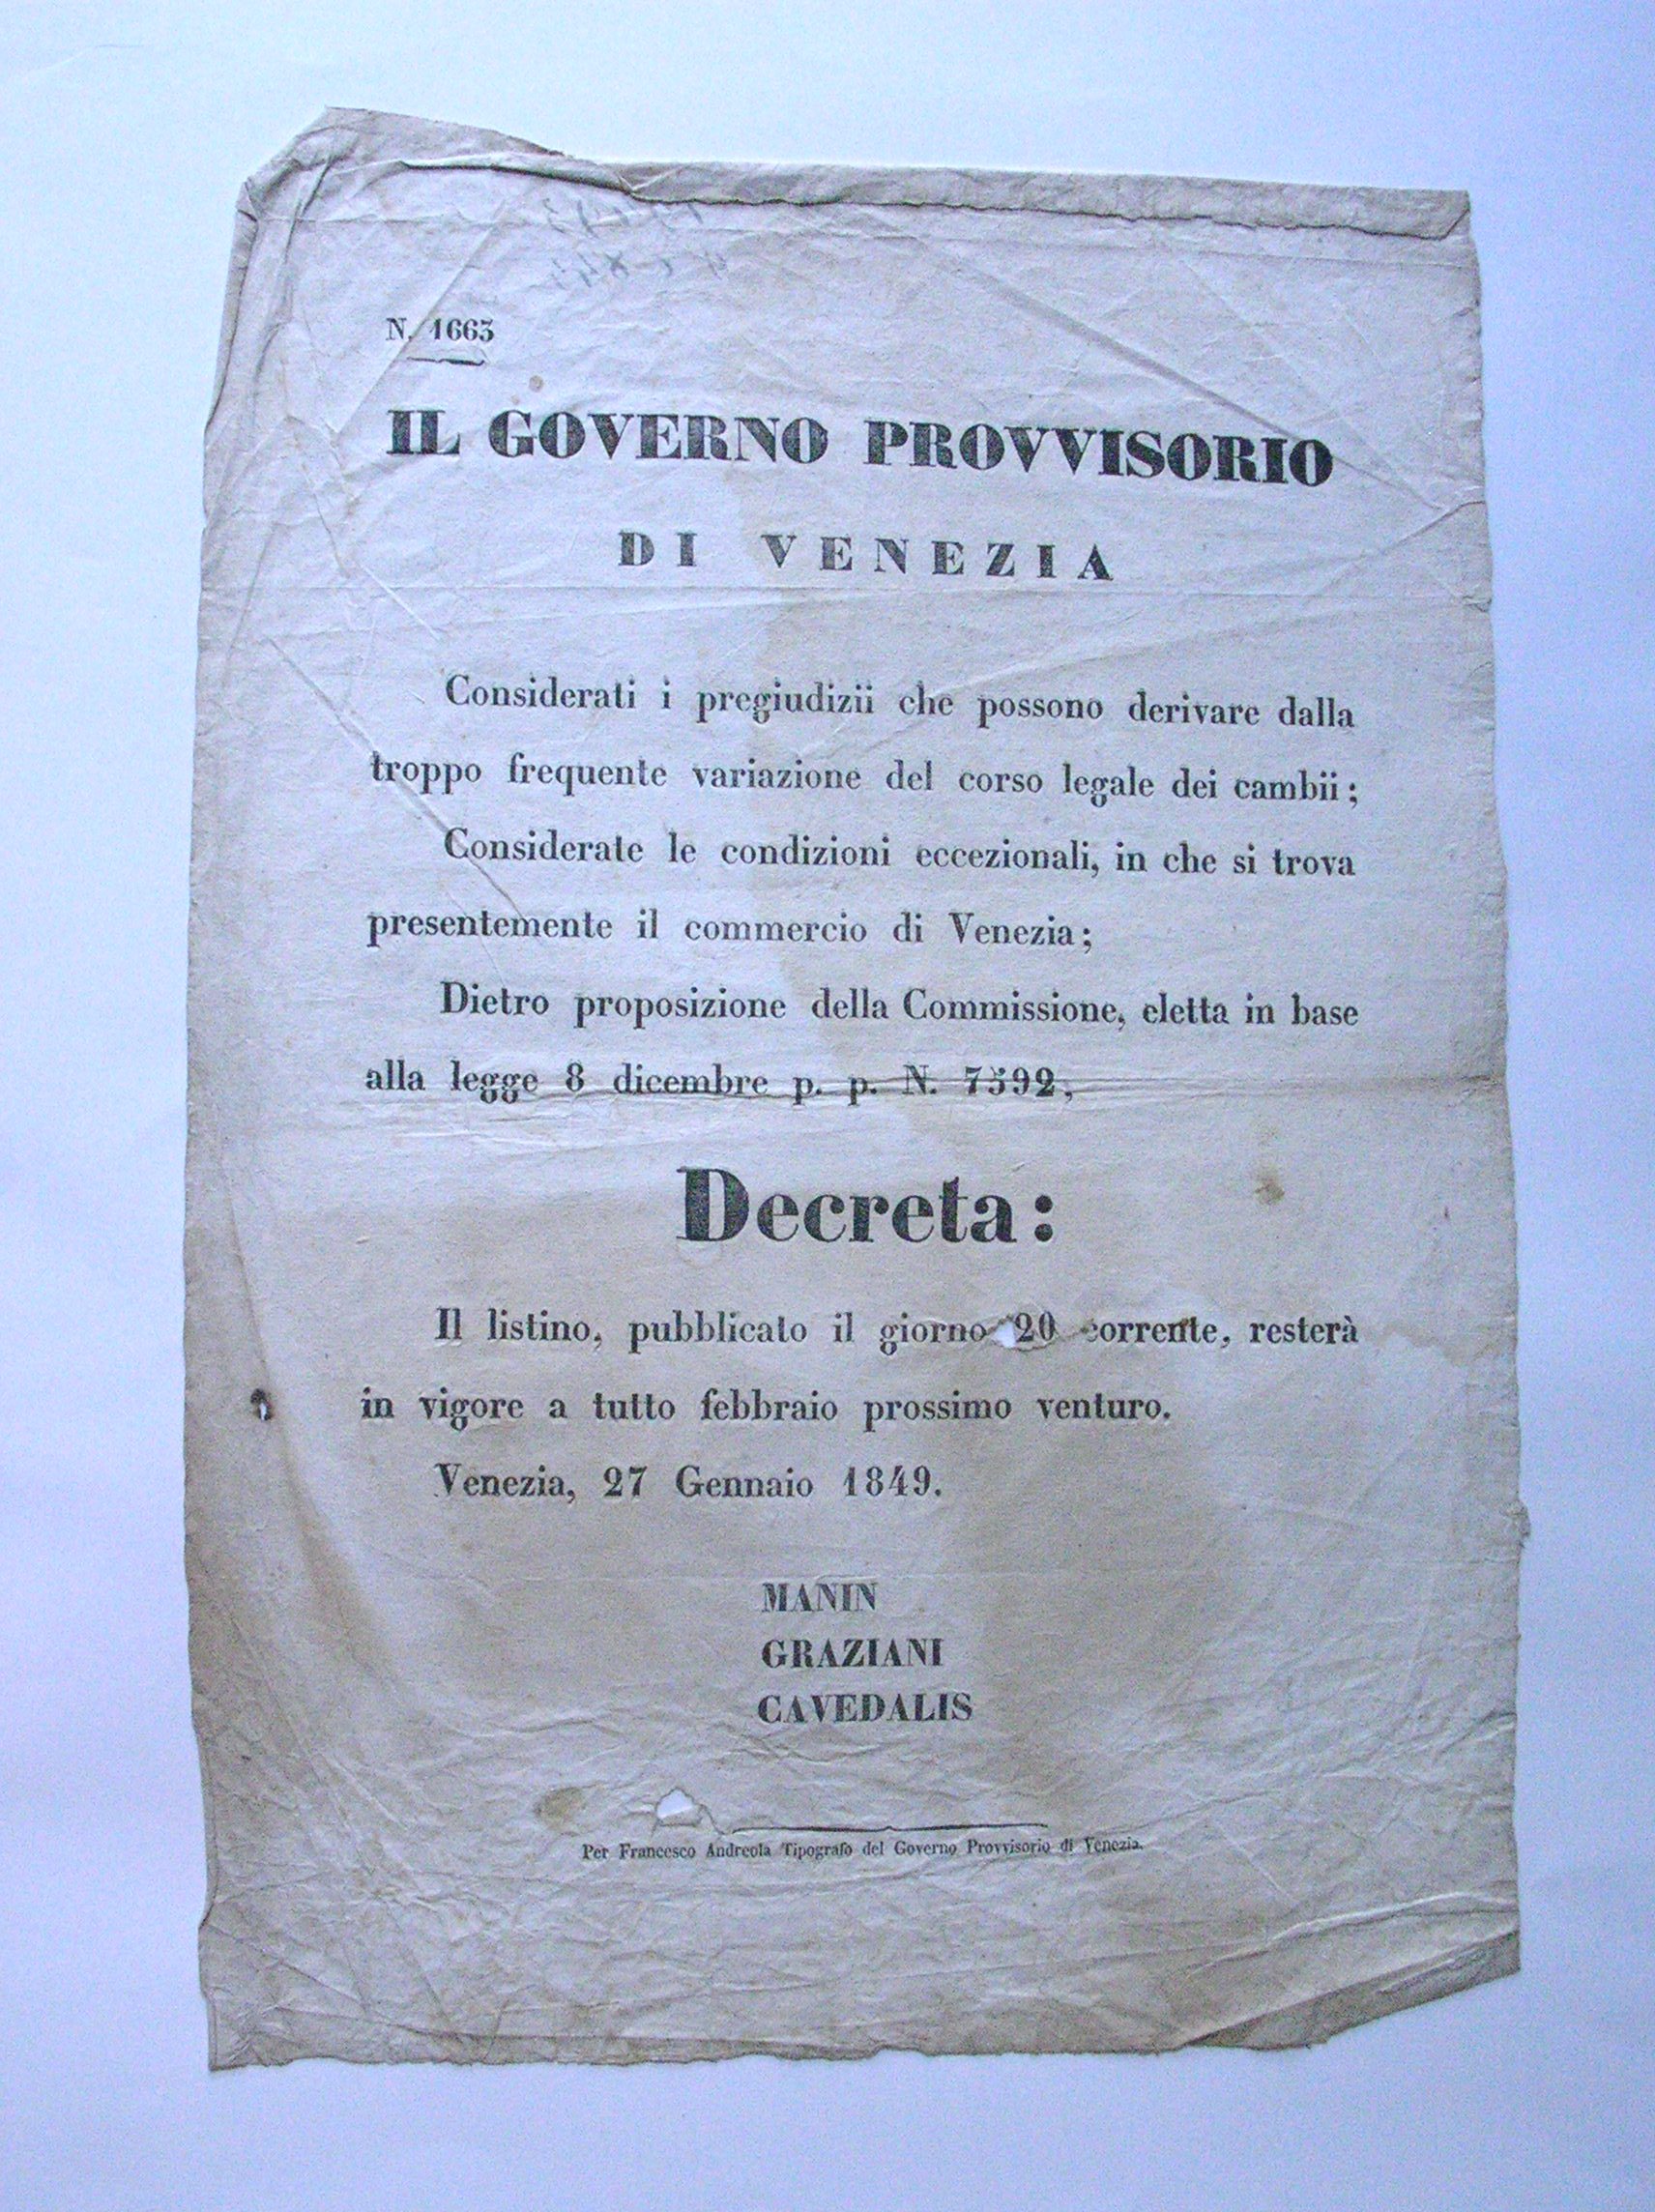 N. 1663
IL GOVERNO PROVVISORIO
DI VENEZIA
Considerati i pregiudizii che possono derivare dalla
troppo frequente variazione del corso legale dei cambii;
Considerate le condizioni eccezionali, in che si trova
presentemente il commercio di Venezia;
Dietro proposizione della Commissione, eletta in base
alla legge 8 dicembre p. p. N. 7592,
Decreta:
Il listino, pubblicato il giorno 20 corrente, resterà
in vigore a tutto febbraio prossimo venturo.
Venezia, 27 Gennaio 1849.
MANIN
GRAZIANI
CAVEDALIS
Per Francesco Andreola Tipografo del Governo Provvisorio di Venezia.